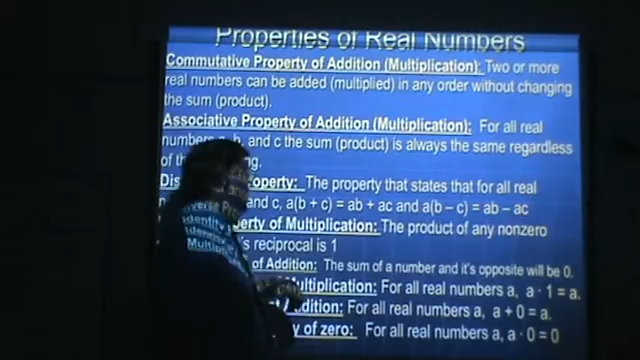 Properties of Real Numbers
Commutative Property of Addition (Multiplication): Two or more
real numbers can be added (multiplied) in any order without changing
the sum (product).
Associative Property of Addition (Multiplication): For all real
numbers a, b, and c the sum (product) is always the same regardless
of
Property: The property that states that for all real
and c, a(b + c) = ab + ac and a(b – c) = ab – ac
of Multiplication: The product of any nonzero
reciprocal is 1
of Addition: The sum of a number and it's opposite will be 0.
Multiplication: For all real numbers a, a · 1 = a.
Addition: For all real numbers a, a + 0 = a.
of zero: For all real numbers a, a · 0 = 0